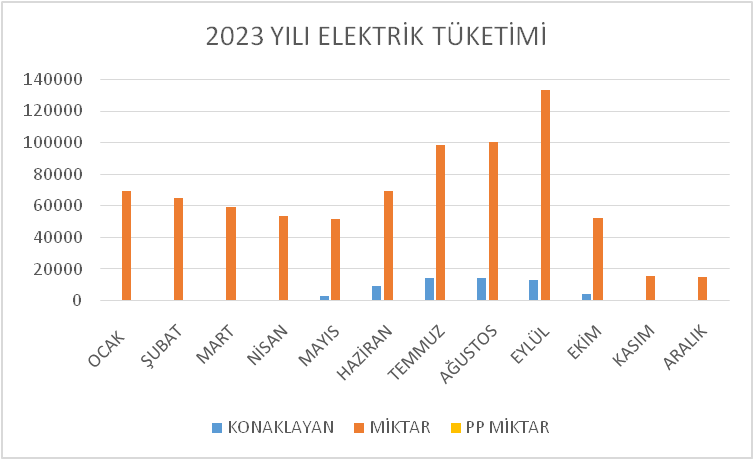 2023 YILI ELEKTRİK TÜKETİMİ
140000
120000
100000
80000
60000
40000
20000
0
OCAK
ŞUBAT
MART
NİSAN
MAYIS
HAZİRAN
TEMMUZ
AĞUSTOS
EYLÜL
EKİM
KASIM
ARALIK
KONAKLAYAN MİKTAR PP MİKTAR